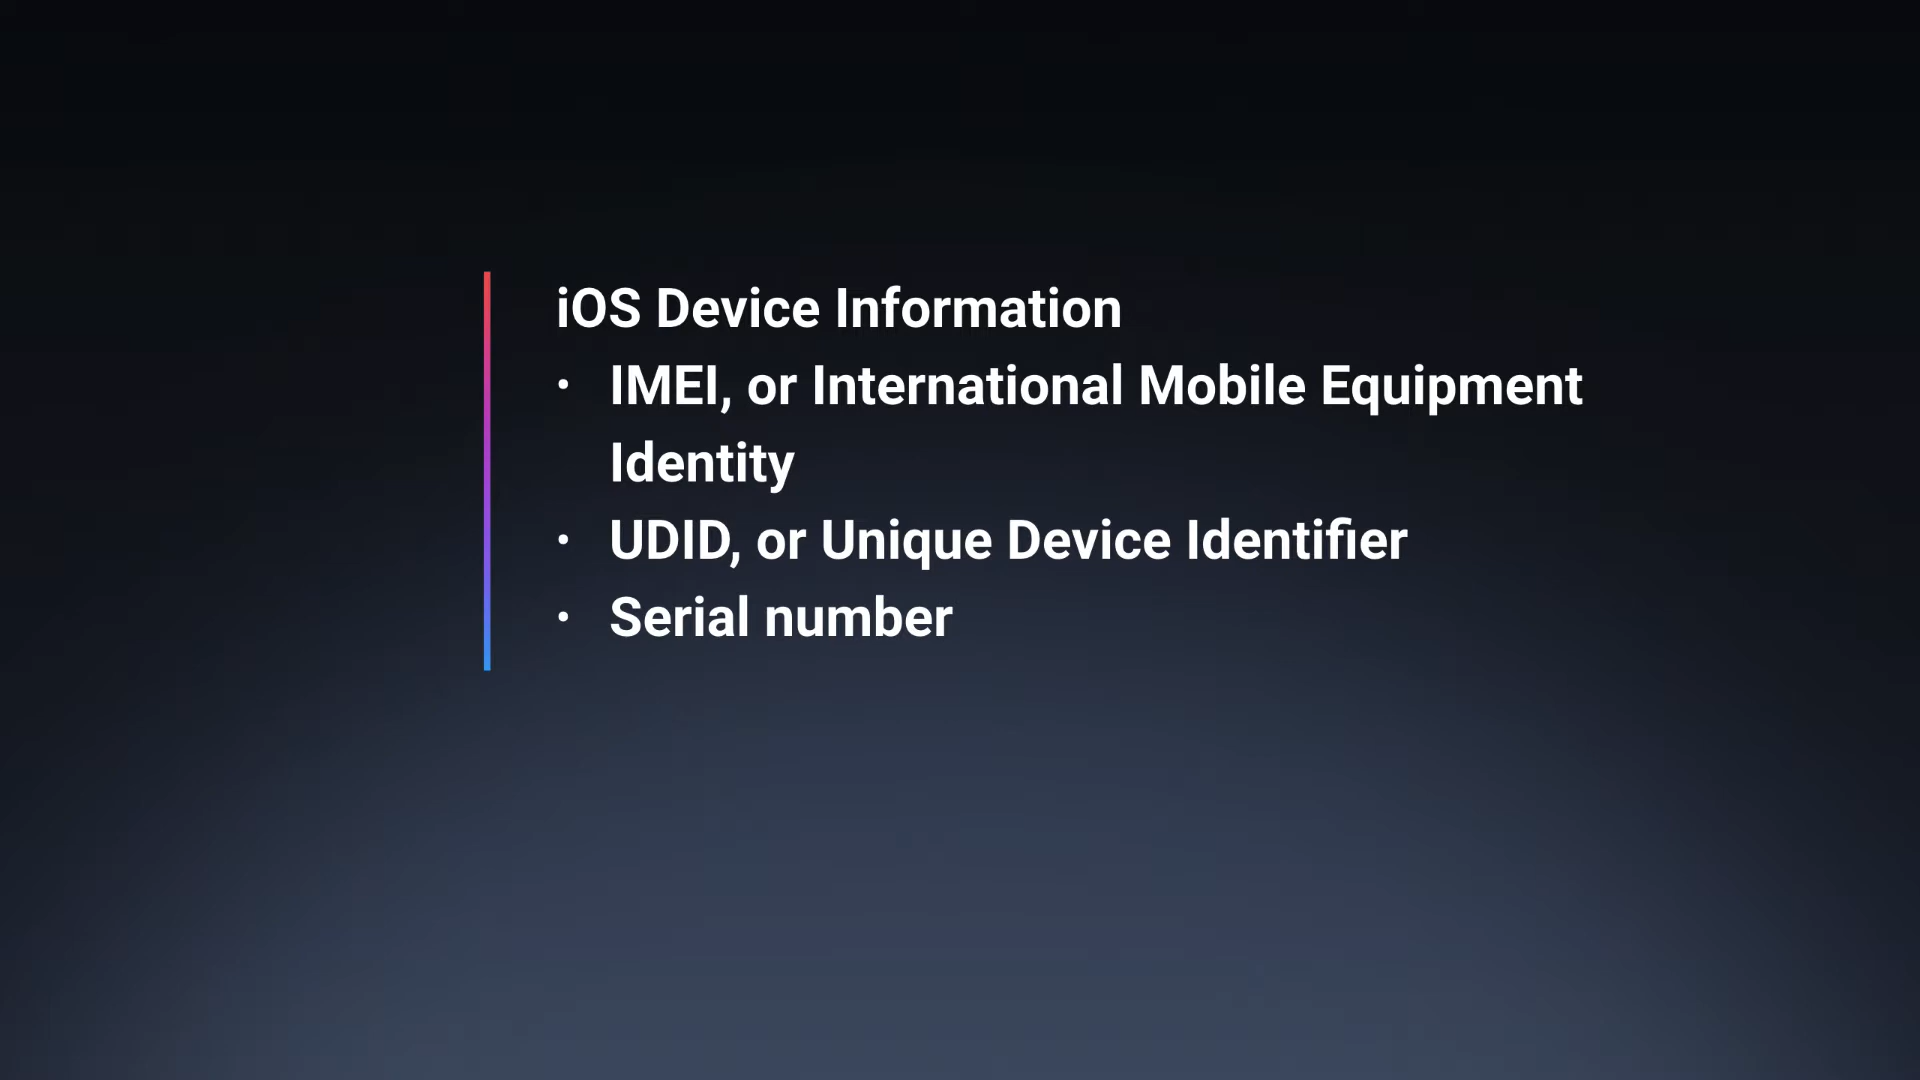 iOS Device Information
• IMEI, or International Mobile Equipment
Identity
• UDID, or Unique Device Identifier
• Serial number